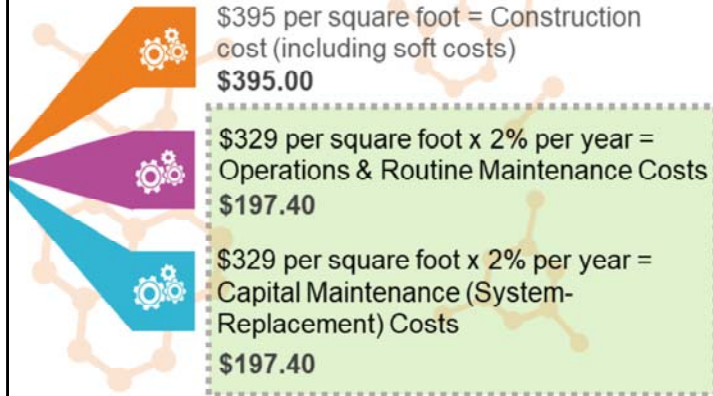 $395 per square foot = Construction
cost (including soft costs)
$395.00
$329 per square foot x 2% per year =
Operations & Routine Maintenance Costs
$197.40
$329 per square foot x 2% per year =
Capital Maintenance (System-
Replacement) Costs
$197.40